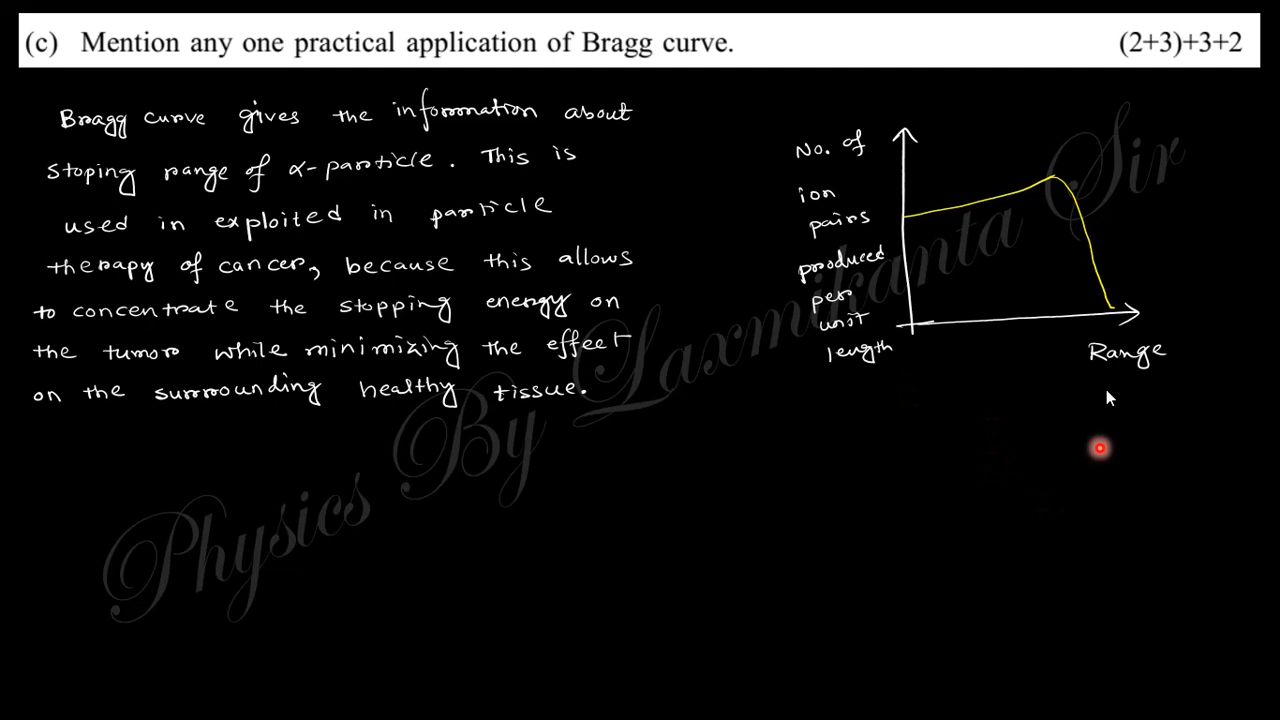 (c) Mention any one practical application of Bragg curve. (2+3)+3+2
Bragg curve gives the information about
stoping range of α-particle. This is
used in exploited in particle
therapy of cancer, because this allows
to concentrate the stopping energy on
the tumor while minimizing the effect
on the surrounding healthy tissue.
No. of
ion
pairs
produced
per
unit
length
Range
Physics By Laxmikanta Sir